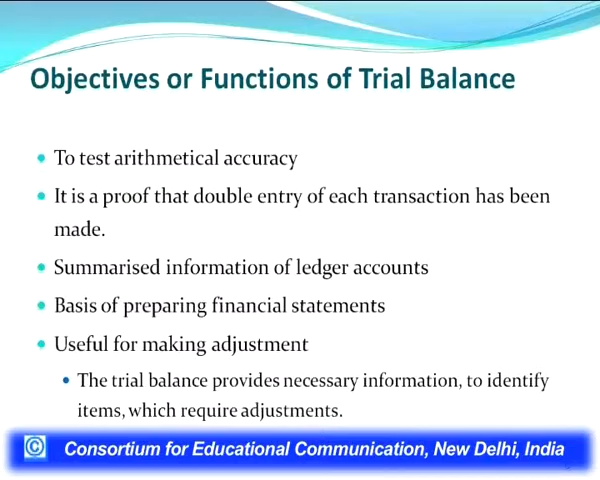 Objectives or Functions of Trial Balance
• To test arithmetical accuracy
• It is a proof that double entry of each transaction has been
made.
• Summarised information of ledger accounts
• Basis of preparing financial statements
• Useful for making adjustment
• The trial balance provides necessary information, to identify
items, which require adjustments.
© Consortium for Educational Communication, New Delhi, India